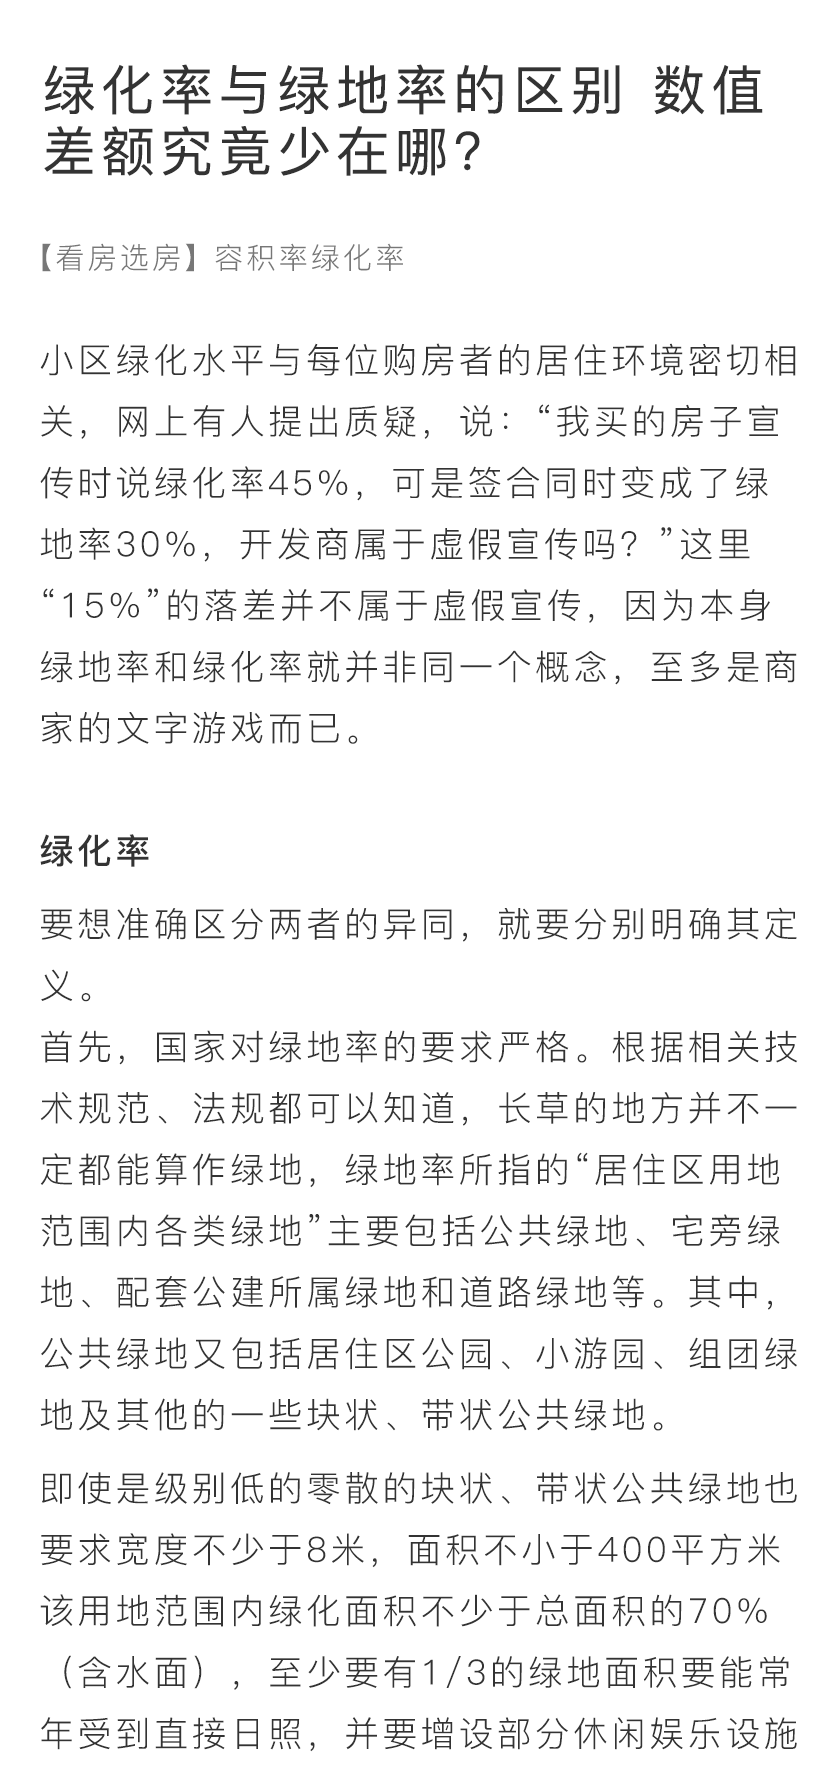 绿化率与绿地率的区别 数值
差额究竟少在哪?
【看房选房】容积率绿化率
小区绿化水平与每位购房者的居住环境密切相
关，网上有人提出质疑，说：“我买的房子宣
传时说绿化率45%，可是签合同时变成了绿
地率30%，开发商属于虚假宣传吗？”这里
“15%”的落差并不属于虚假宣传，因为本身
绿地率和绿化率就并非同一个概念，至多是商
家的文字游戏而已。
绿化率
要想准确区分两者的异同，就要分别明确其定
义。
首先，国家对绿地率的要求严格。根据相关技
术规范、法规都可以知道，长草的地方并不一
定都能算作绿地，绿地率所指的“居住区用地
范围内各类绿地”主要包括公共绿地、宅旁绿
地、配套公建所属绿地和道路绿地等。其中，
公共绿地又包括居住区公园、小游园、组团绿
地及其他的一些块状、带状公共绿地。
即使是级别低的零散的块状、带状公共绿地也
要求宽度不少于8米，面积不小于400平方米
该用地范围内绿化面积不少于总面积的70%
（含水面），至少要有1/3的绿地面积要能常
年受到直接日照，并要增设部分休闲娱乐设施